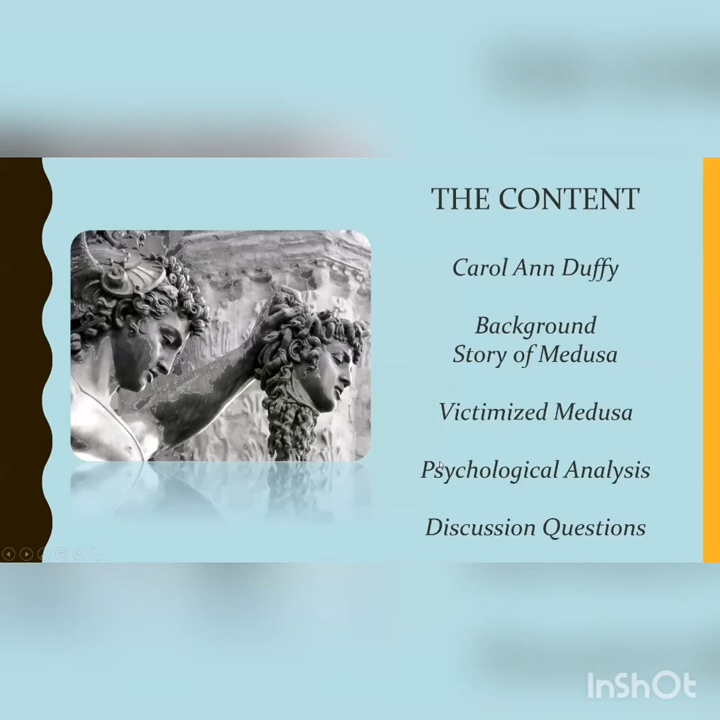 THE CONTENT
Carol Ann Duffy
Background
Story of Medusa
Victimized Medusa
Psychological Analysis
Discussion Questions
InShOt